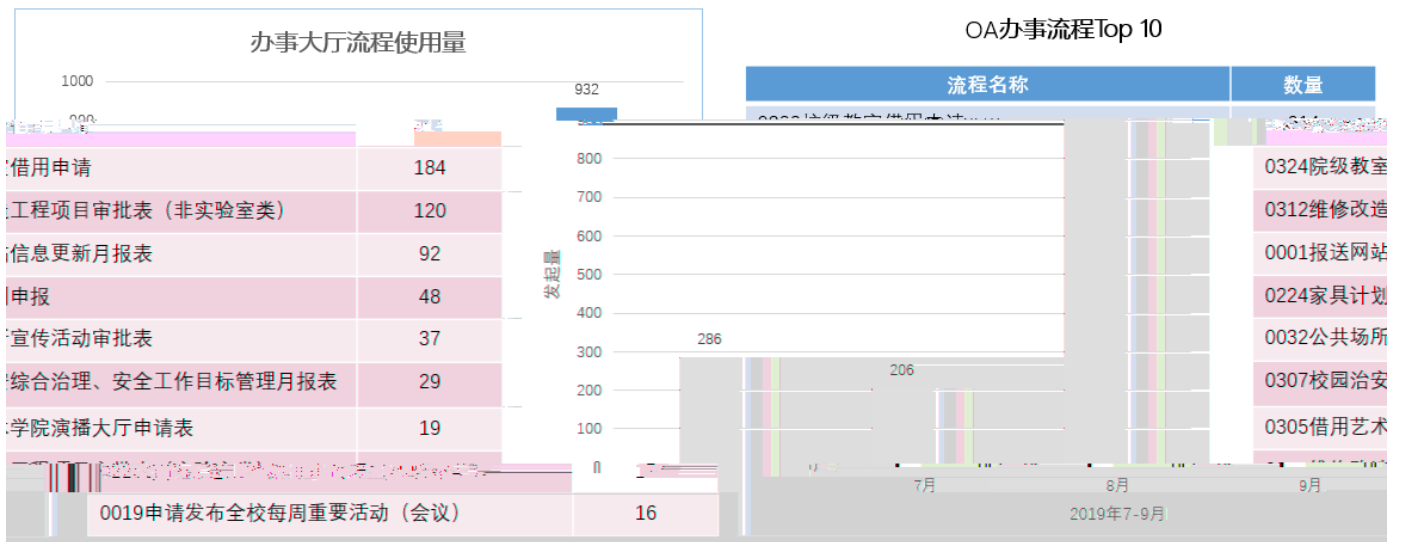 办事大厅流程使用量
OA办事流程Top 10
1000
932
流程名称 数量
借用申请 184
800
0324院级教室
700
工程项目审批表（非实验室类） 120
0312维修改造
600
信息更新月报表 92
0001报送网站
发起量
500
申报 48
0224家具计划
400
宣传活动审批表 37
286
0032公共场所
300
206
综合治理、安全工作目标管理月报表 29
0307校园治安
200
学院演播大厅申请表 19
100
0305借用艺术
0
7月 8月 9月
0019申请发布全校每周重要活动（会议） 16
2019年7-9月